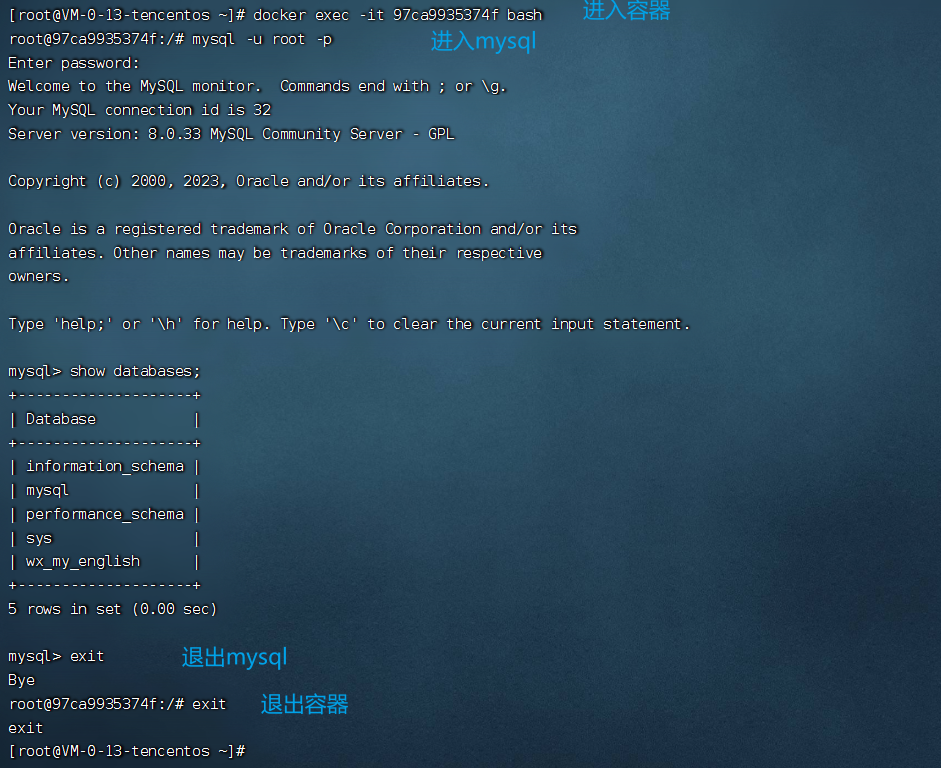 [root@VM-0-13-tencentos ~]# docker exec -it 97ca9935374f bash 进入容器
root@97ca9935374f:/# mysql -u root -p 进入mysql
Enter password:
Welcome to the MySQL monitor.  Commands end with ; or \g.
Your MySQL connection id is 32
Server version: 8.0.33 MySQL Community Server - GPL
Copyright (c) 2000, 2023, Oracle and/or its affiliates.
Oracle is a registered trademark of Oracle Corporation and/or its
affiliates. Other names may be trademarks of their respective
owners.
Type 'help;' or '\h' for help. Type '\c' to clear the current input statement.
mysql> show databases;
+--------------------+
| Database           |
+--------------------+
| information_schema |
| mysql              |
| performance_schema |
| sys                |
| wx_my_english      |
+--------------------+
5 rows in set (0.00 sec)
mysql> exit 退出mysql
Bye
root@97ca9935374f:/# exit 退出容器
exit
[root@VM-0-13-tencentos ~]#